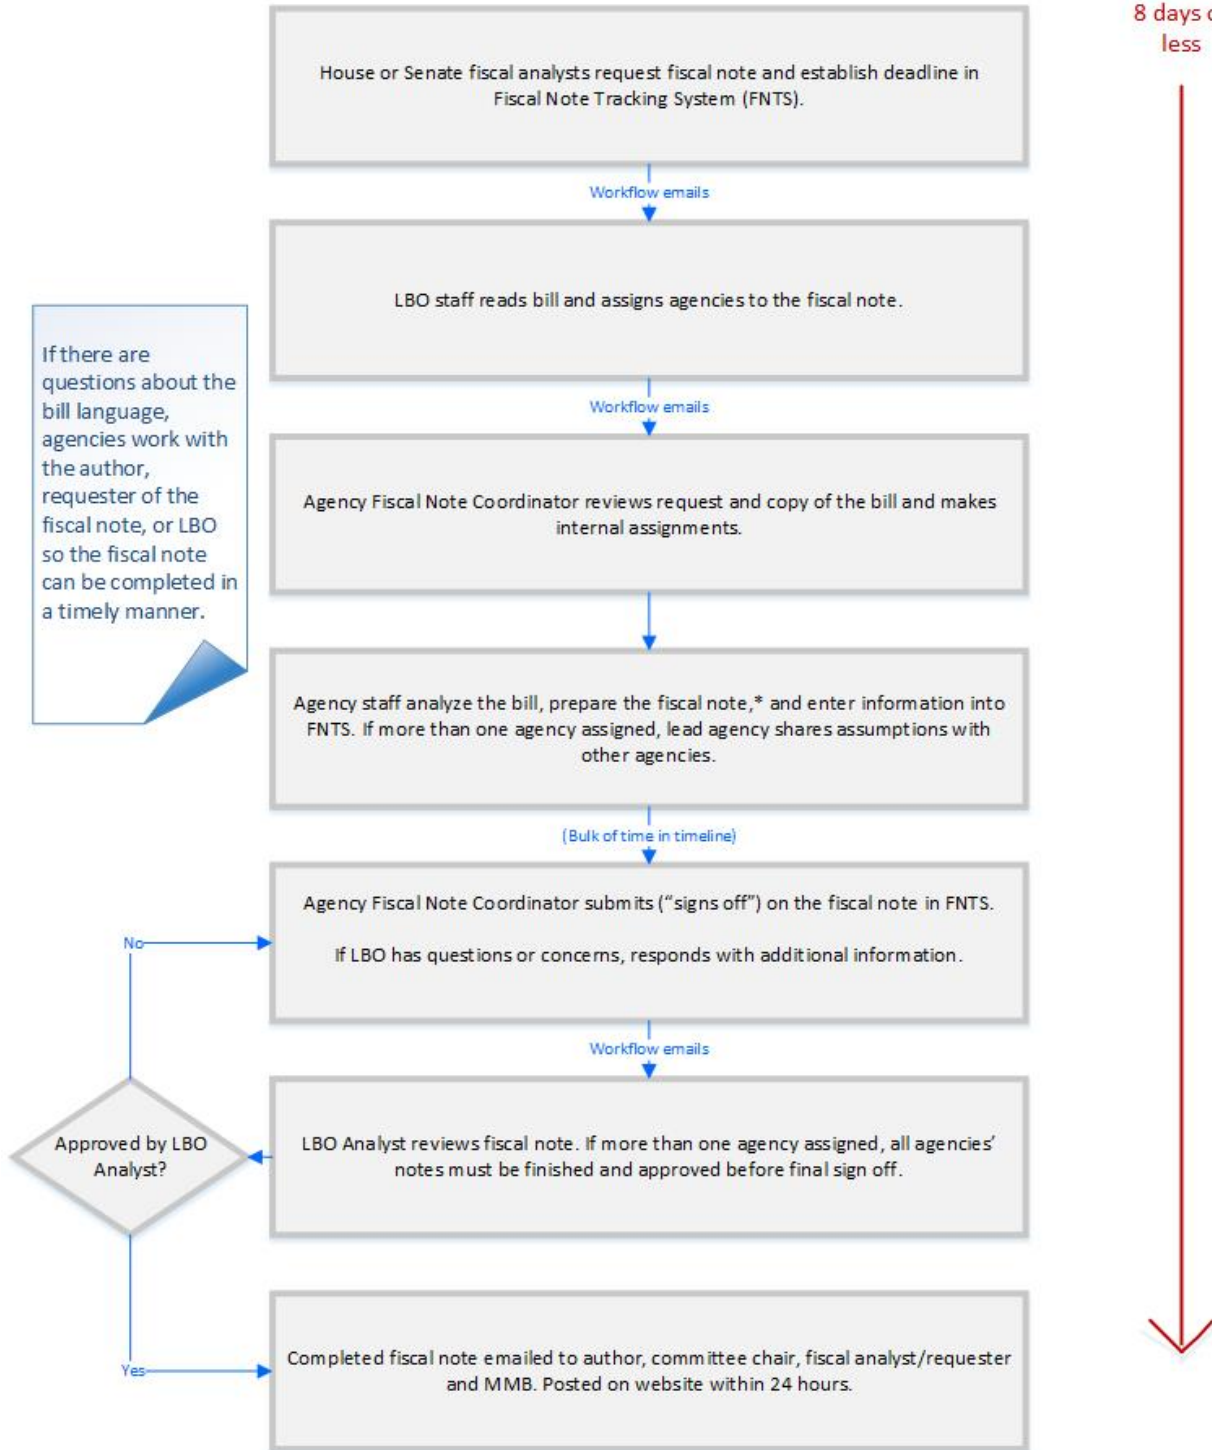 8 days
less
House or Senate fiscal analysts request fiscal note and establish deadline in
Fiscal Note Tracking System (FNTS).
Workflow emails
LBO staff reads bill and assigns agencies to the fiscal note.
Workflow emails
If there are
questions about the
bill language,
agencies work with
the author,
requester of the
fiscal note, or LBO
so the fiscal note
can be completed in
a timely manner.
Agency Fiscal Note Coordinator reviews request and copy of the bill and makes
internal assignments.
Agency staff analyze the bill, prepare the fiscal note,* and enter information into
FNTS. If more than one agency assigned, lead agency shares assumptions with
other agencies.
(Bulk of time in timeline)
Agency Fiscal Note Coordinator submits (“signs off”) on the fiscal note in FNTS.
If LBO has questions or concerns, responds with additional information.
No
Workflow emails
Approved by LBO
Analyst?
LBO Analyst reviews fiscal note. If more than one agency assigned, all agencies’
notes must be finished and approved before final sign off.
Yes
Completed fiscal note emailed to author, committee chair, fiscal analyst/requester
and MMB. Posted on website within 24 hours.